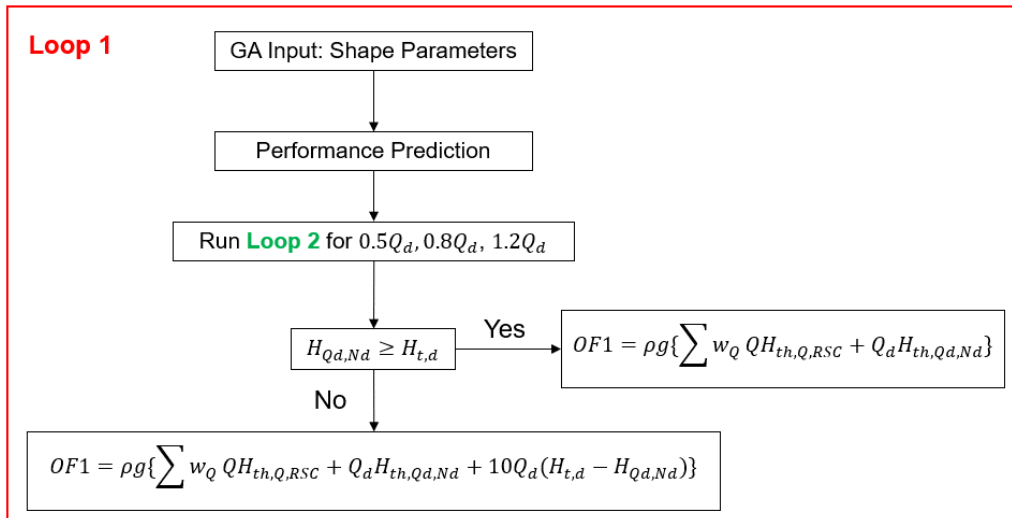 Loop 1
GA Input: Shape Parameters
Performance Prediction
Run Loop 2 for 0.5Q_d, 0.8Q_d, 1.2Q_d
H_{Qd,Nd} ≥ H_{t,d}
Yes
OF1 = ρg{∑ w_Q QH_{th,Q,RSC} + Q_d H_{th,Qd,Nd}}
No
OF1 = ρg{∑ w_Q QH_{th,Q,RSC} + Q_d H_{th,Qd,Nd} + 10Q_d(H_{t,d} − H_{Qd,Nd})}